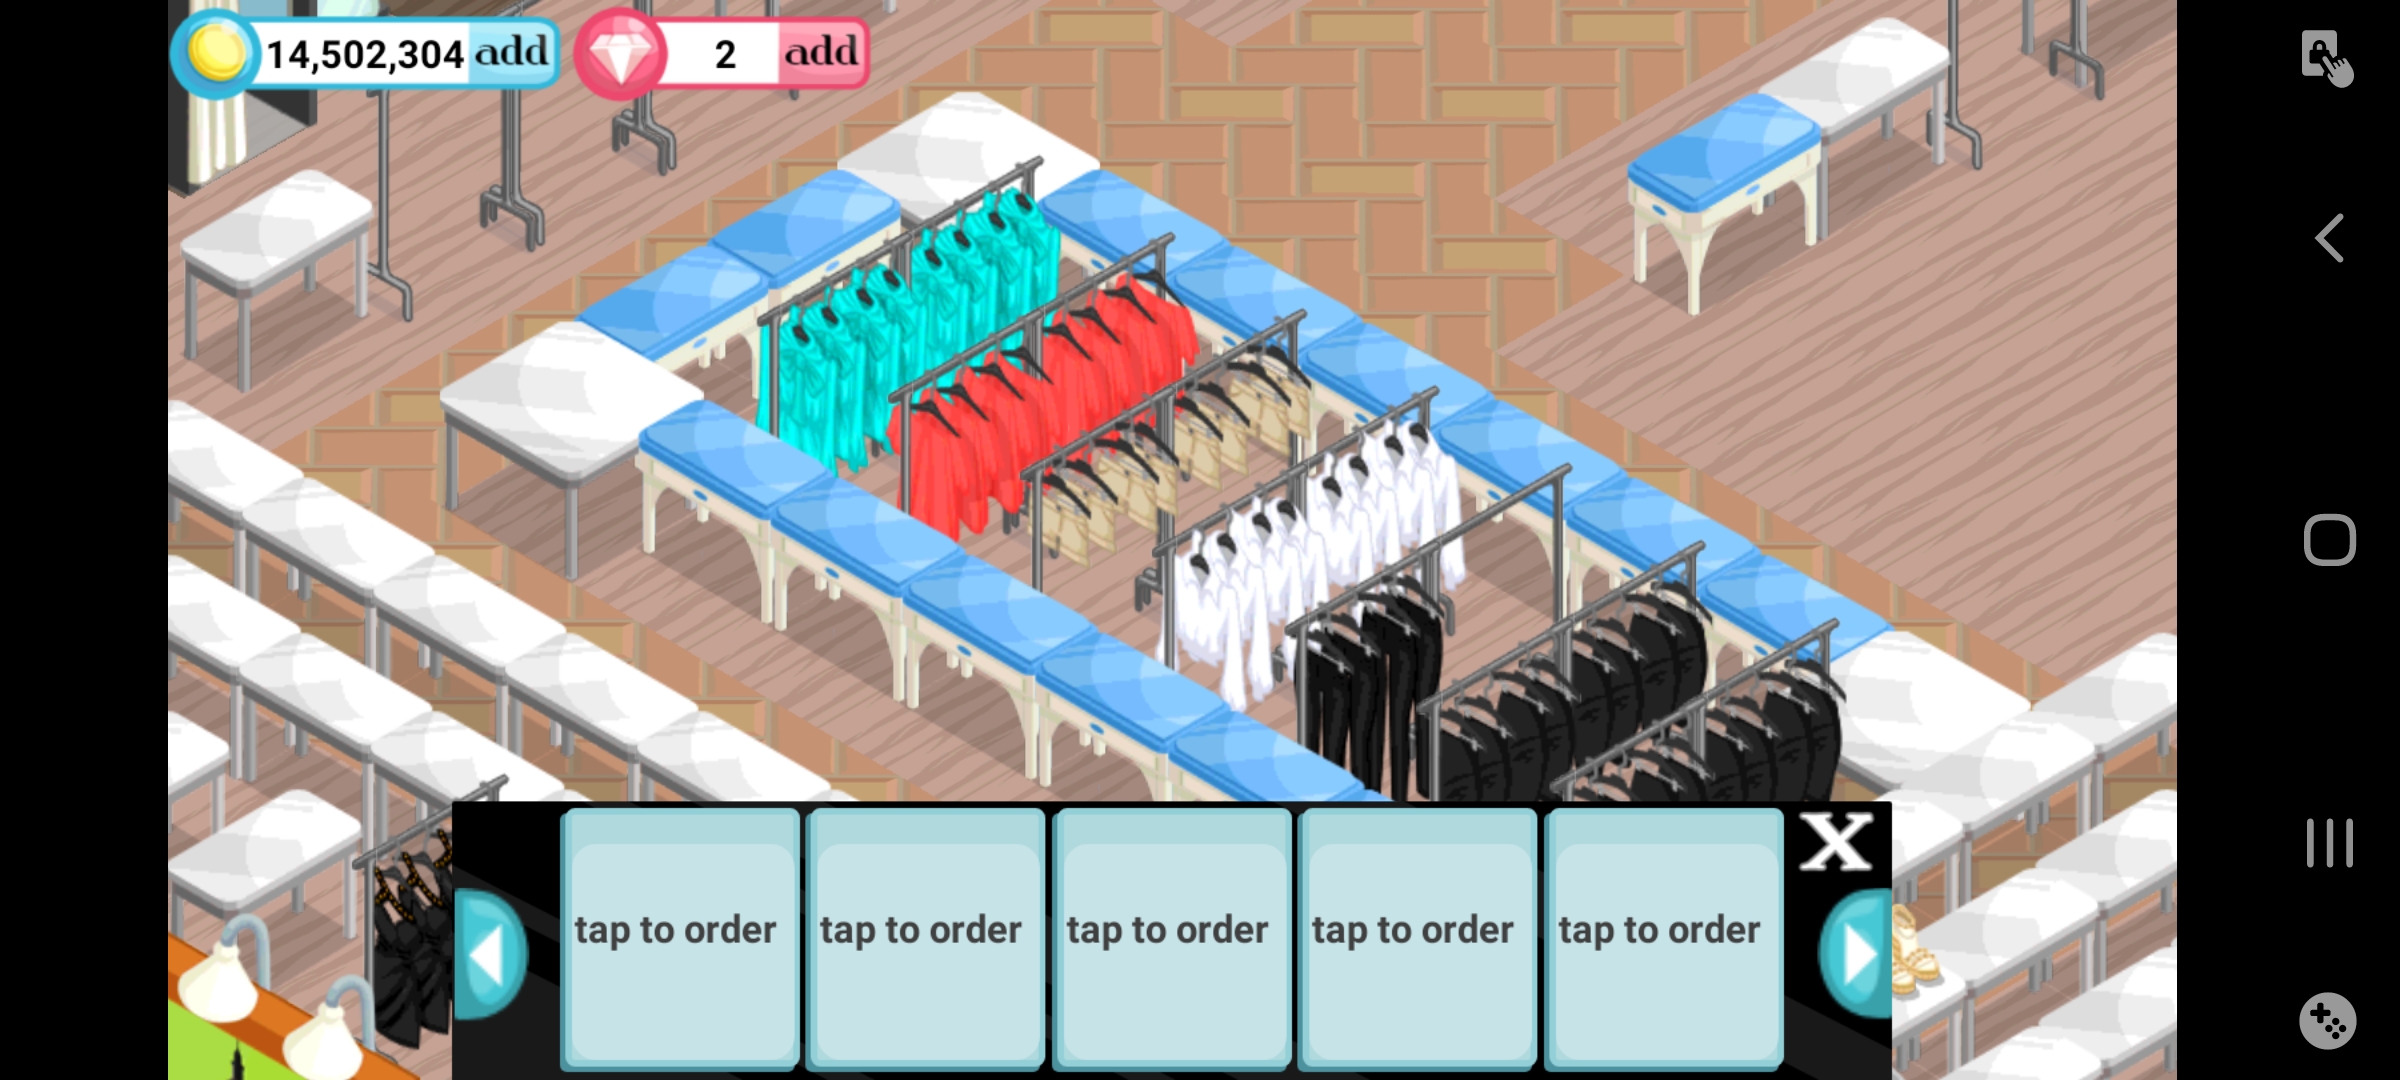 14,502,304 add 2 add
X
tap to order tap to order tap to order tap to order tap to order